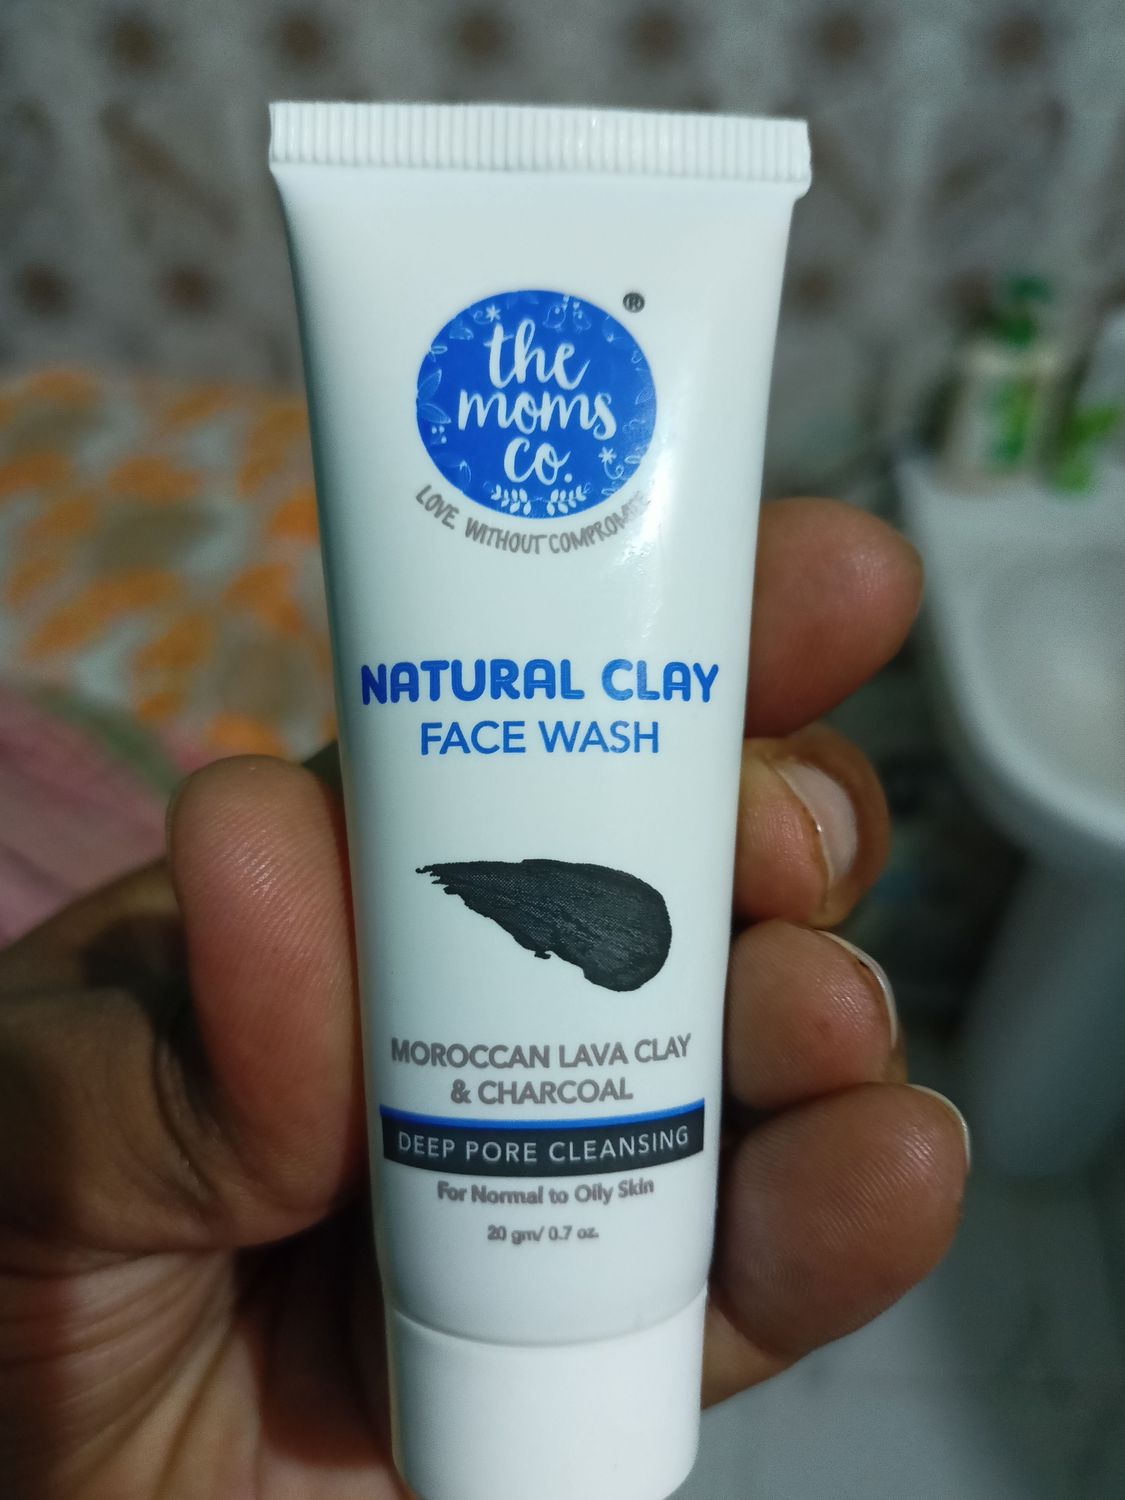 the
moms
co.
®
LOVE. WITHOUT COMPROMISE
NATURAL CLAY
FACE WASH
MOROCCAN LAVA CLAY
& CHARCOAL
DEEP PORE CLEANSING
For Normal to Oily Skin
20 gm/ 0.7 oz.